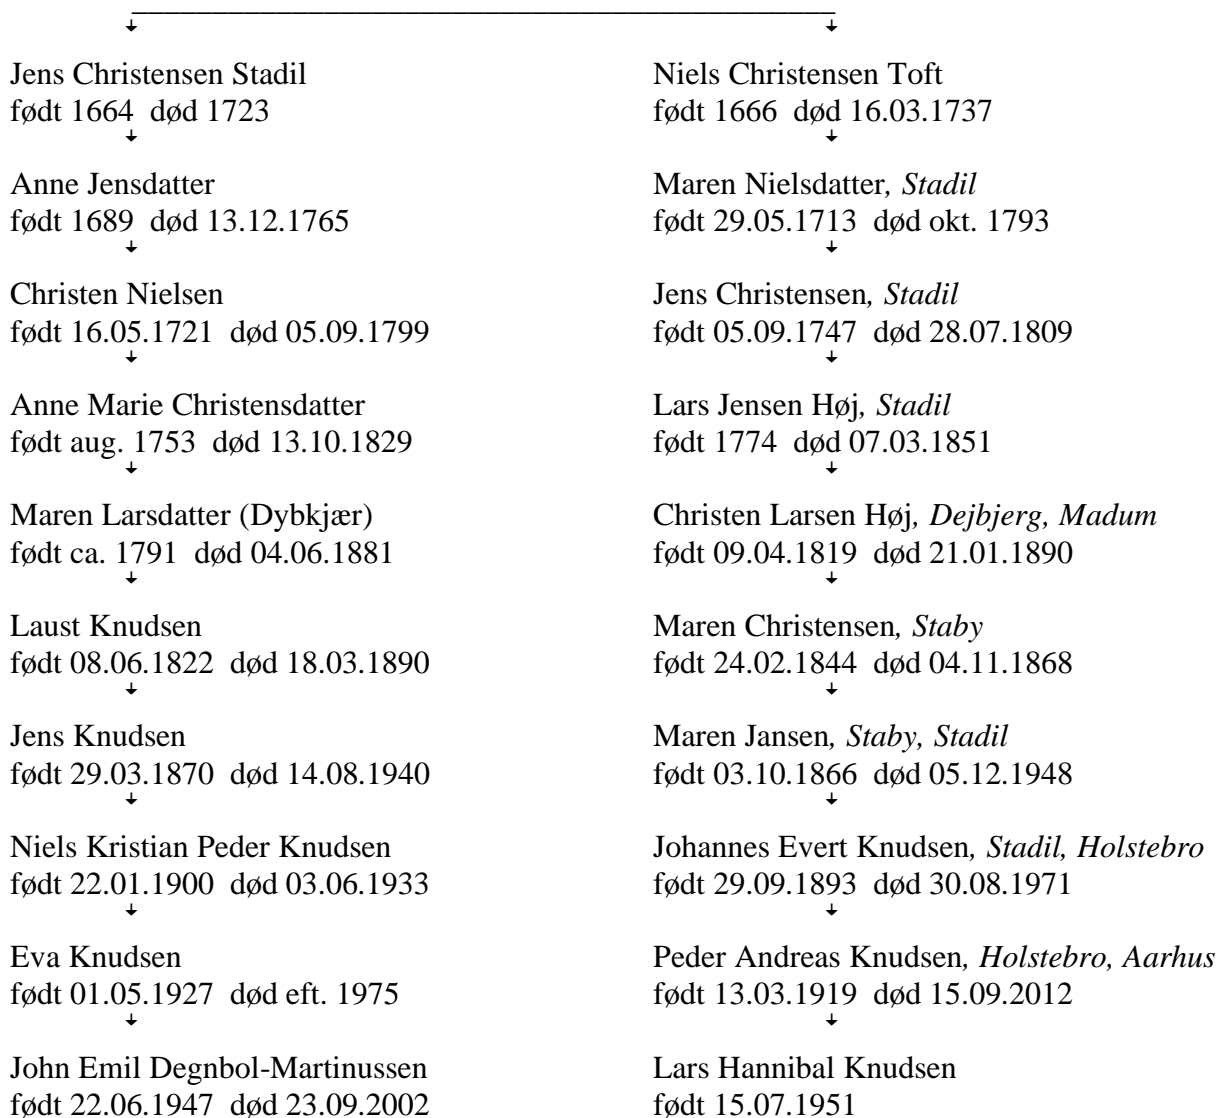 Jens Christensen Stadil
født 1664  død 1723
Anne Jensdatter
født 1689  død 13.12.1765
Christen Nielsen
født 16.05.1721  død 05.09.1799
Anne Marie Christensdatter
født aug. 1753  død 13.10.1829
Maren Larsdatter (Dybkjær)
født ca. 1791  død 04.06.1881
Laust Knudsen
født 08.06.1822  død 18.03.1890
Jens Knudsen
født 29.03.1870  død 14.08.1940
Niels Kristian Peder Knudsen
født 22.01.1900  død 03.06.1933
Eva Knudsen
født 01.05.1927  død eft. 1975
John Emil Degnbol-Martinussen
født 22.06.1947  død 23.09.2002
Niels Christensen Toft
født 1666  død 16.03.1737
Maren Nielsdatter, Stadil
født 29.05.1713  død okt. 1793
Jens Christensen, Stadil
født 05.09.1747  død 28.07.1809
Lars Jensen Høj, Stadil
født 1774  død 07.03.1851
Christen Larsen Høj, Dejbjerg, Madum
født 09.04.1819  død 21.01.1890
Maren Christensen, Staby
født 24.02.1844  død 04.11.1868
Maren Jansen, Staby, Stadil
født 03.10.1866  død 05.12.1948
Johannes Evert Knudsen, Stadil, Holstebro
født 29.09.1893  død 30.08.1971
Peder Andreas Knudsen, Holstebro, Aarhus
født 13.03.1919  død 15.09.2012
Lars Hannibal Knudsen
født 15.07.1951